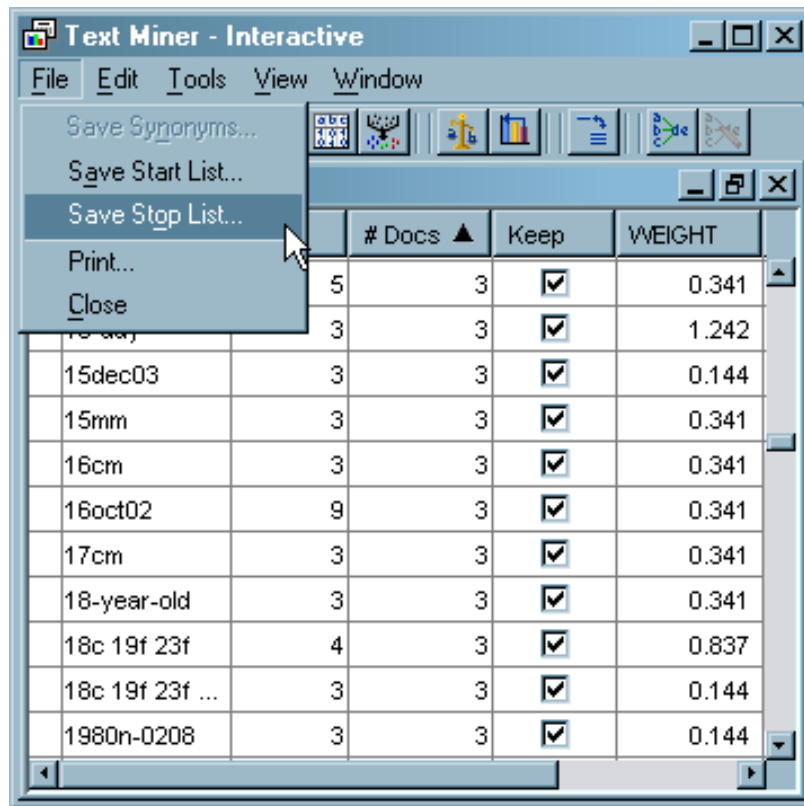 Text Miner - Interactive
File Edit Tools View Window
Save Synonyms...
Save Start List...
Save Stop List...
Print...
Close
# Docs ▲ Keep WEIGHT
5 3 0.341
3 3 1.242
15dec03 3 3 0.144
15mm 3 3 0.341
16cm 3 3 0.341
16oct02 9 3 0.341
17cm 3 3 0.341
18-year-old 3 3 0.341
18c 19f 23f 4 3 0.837
18c 19f 23f ... 3 3 0.144
1980n-0208 3 3 0.144